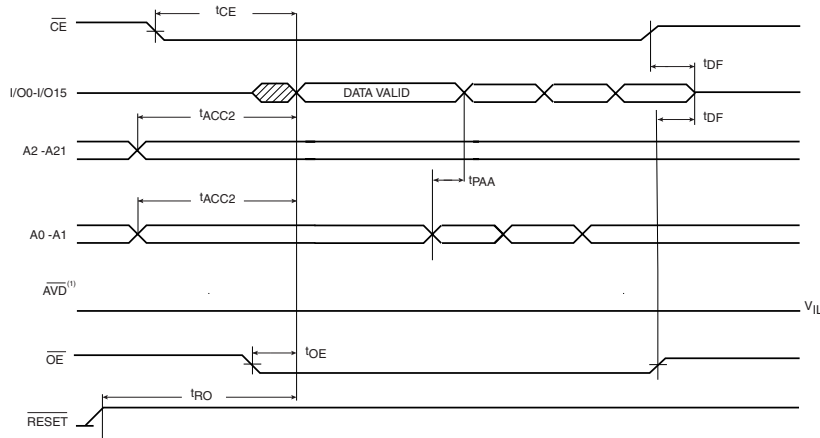 tCE
CE
tDF
I/O0-I/O15
DATA VALID
tDF
tACC2
A2 -A21
tPAA
tACC2
A0 -A1
AVD(1)
VIL
tOE
OE
tRO
RESET